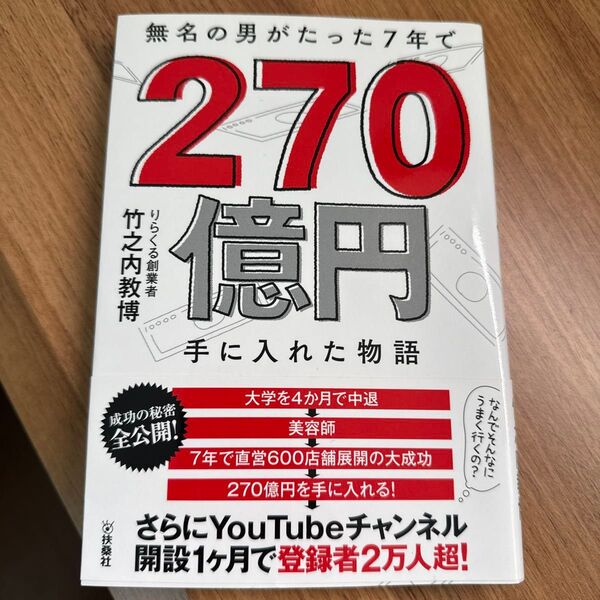 無名の男がたった7年で
270
億円
りらくる創業者
竹之内教博
手に入れた物語
成功の秘密
全公開!
大学を4か月で中退
美容師
7年で直営600店舗展開の大成功
270億円を手に入れる!
なんでそんなに
うまく行くの?
さらにYouTubeチャンネル
開設1ヶ月で登録者2万人超!
扶桑社